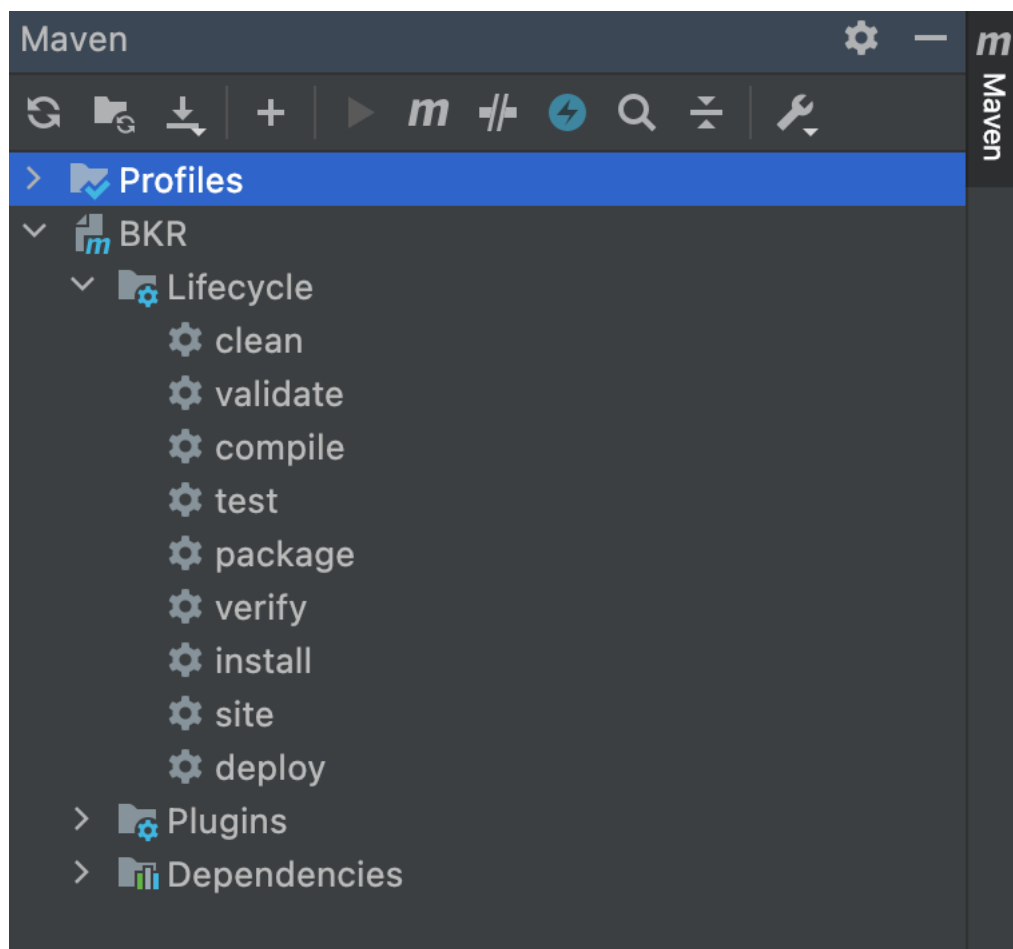 Maven
m
Maven
m
Profiles
m BKR
Lifecycle
clean
validate
compile
test
package
verify
install
site
deploy
Plugins
Dependencies